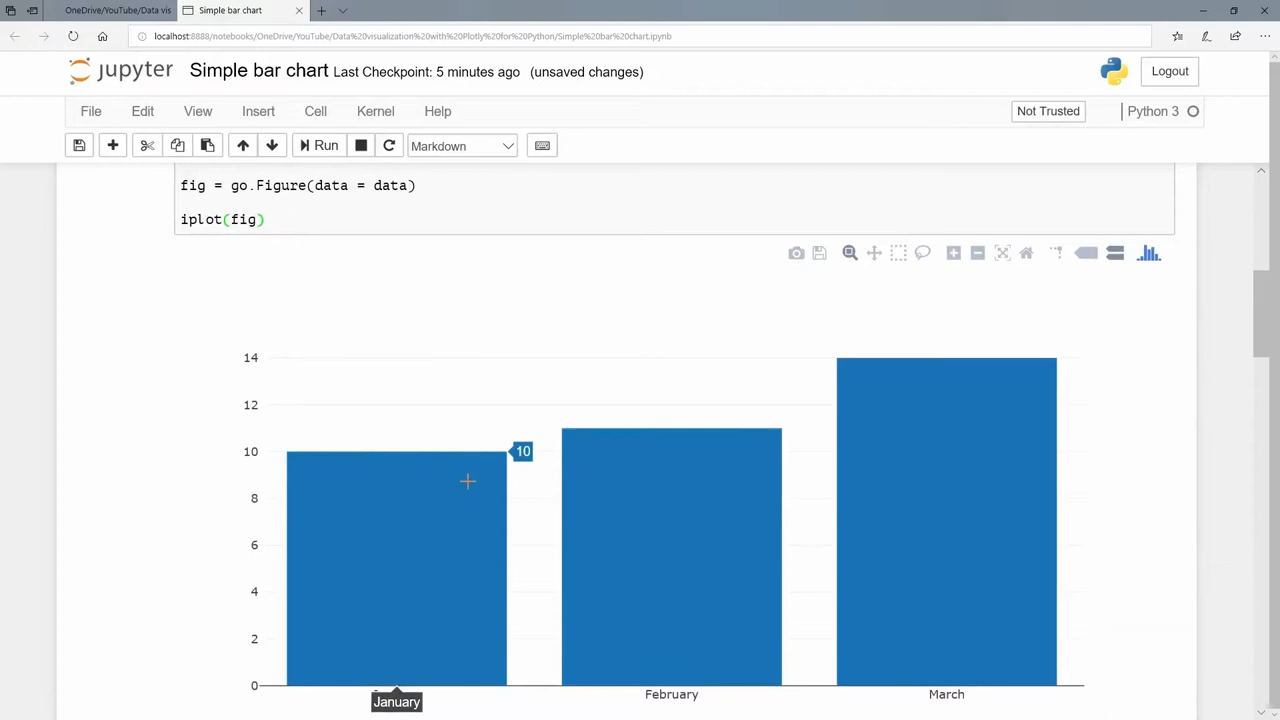 OneDrive/YouTube/Data vis
Simple bar chart
localhost:8888/notebooks/OneDrive/YouTube/Data%20visualization%20with%20Plotly%20for%20Python/Simple%20bar%20chart.ipynb
jupyter Simple bar chart Last Checkpoint: 5 minutes ago (unsaved changes)
Logout
File Edit View Insert Cell Kernel Help
Not Trusted
Python 3
Run
Markdown
fig = go.Figure(data = data)
iplot(fig)
14
12
10
8
6
4
2
0
10
January
February
March